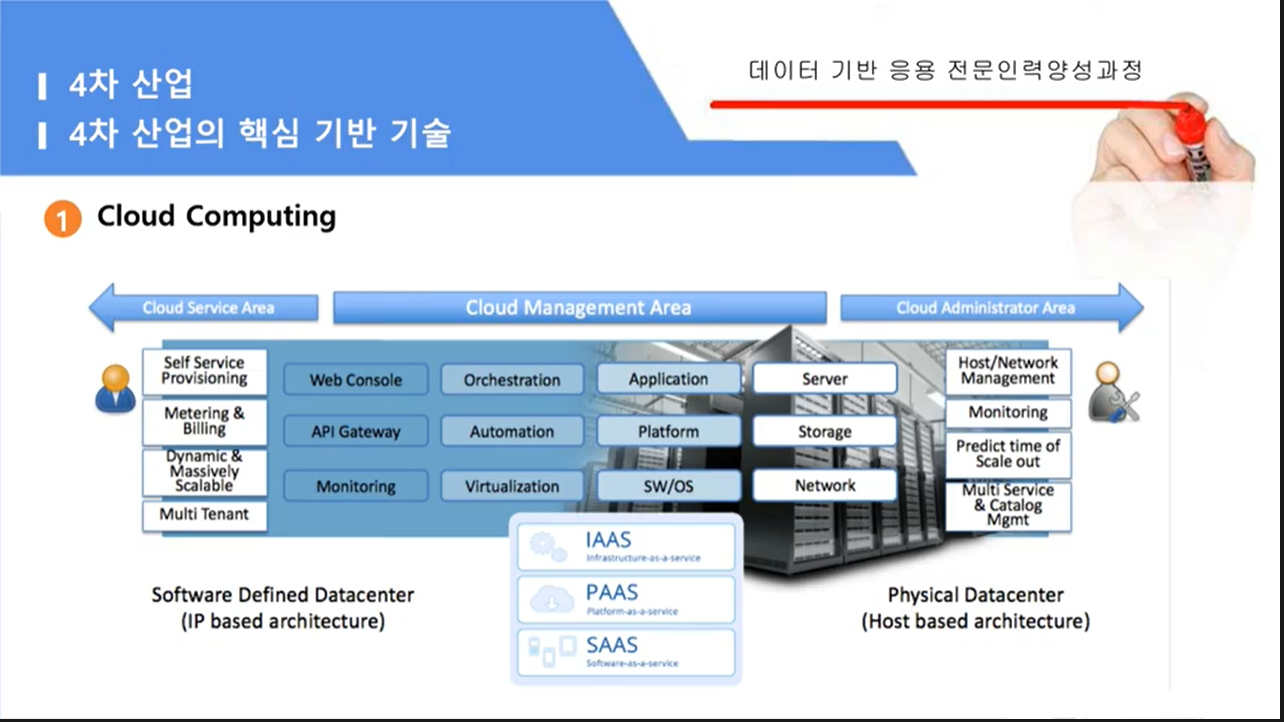 4차 산업
4차 산업의 핵심 기반 기술
데이터 기반 응용 전문인력양성과정
1 Cloud Computing
Cloud Service Area
Cloud Management Area
Cloud Administrator Area
Self Service
Provisioning
Metering &
Billing
Dynamic &
Massively
Scalable
Multi Tenant
Web Console
Orchestration
Application
Server
API Gateway
Automation
Platform
Storage
Monitoring
Virtualization
SW/OS
Network
Host/Network
Management
Monitoring
Predict time of
Scale out
Multi Service
& Catalog
Mgmt
IAAS
Infrastructure-as-a-service
PAAS
Platform-as-a-service
SAAS
Software-as-a-service
Software Defined Datacenter
(IP based architecture)
Physical Datacenter
(Host based architecture)